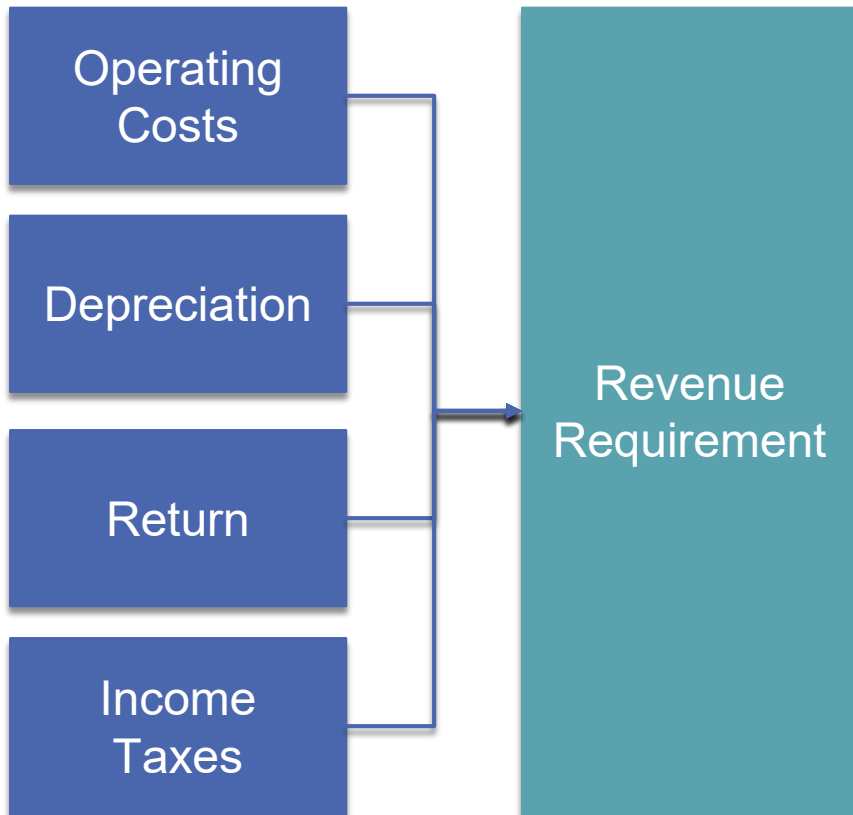 Operating
Costs
Depreciation
Return
Income
Taxes
Revenue
Requirement